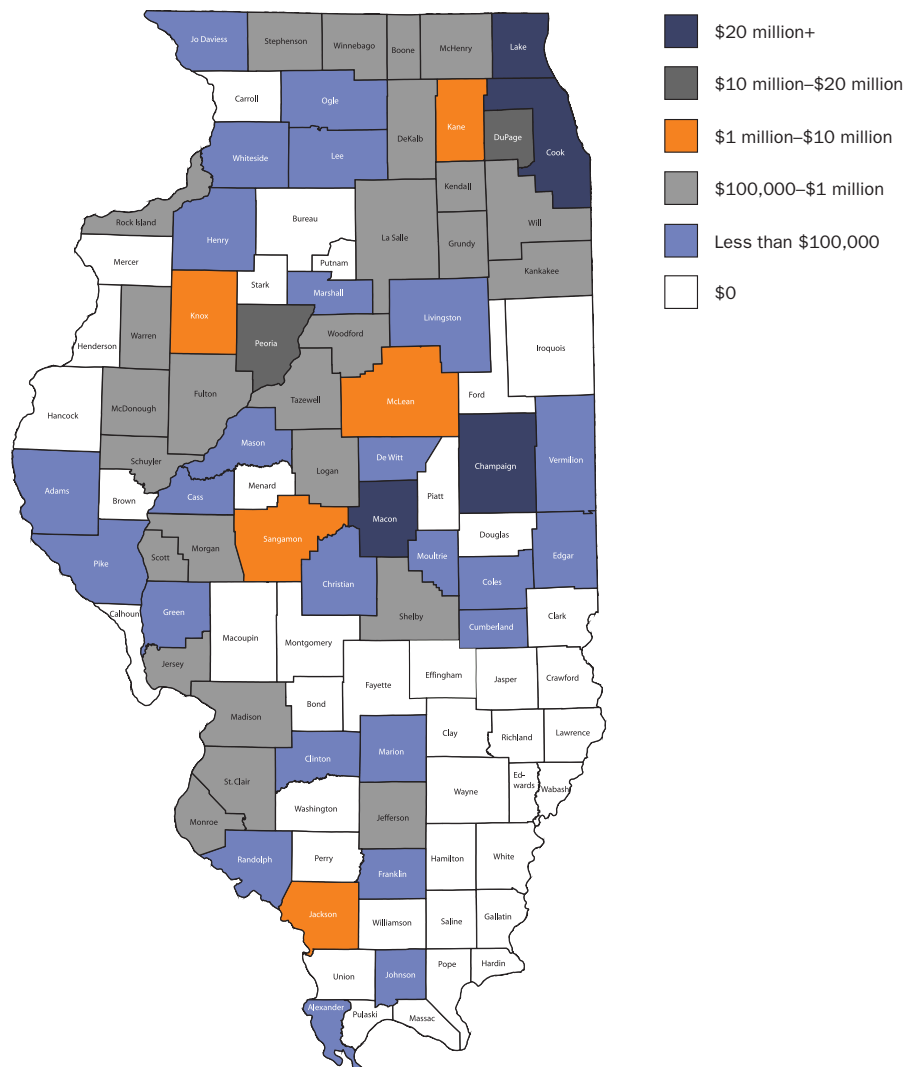 Jo Daviess
Stephenson
Winnebago
Boone
McHenry
Lake
$20 million+
$10 million–$20 million
$1 million–$10 million
$100,000–$1 million
Less than $100,000
$0
Carroll
Ogle
DeKalb
Kane
DuPage
Cook
Whiteside
Lee
Kendall
Rock Island
Henry
Bureau
La Salle
Grundy
Will
Mercer
Putnam
Kankakee
Stark
Marshall
Knox
Peoria
Livingston
Henderson
Warren
Woodford
Iroquois
Hancock
McDonough
Fulton
Tazewell
McLean
Ford
Mason
Schuyler
Logan
De Witt
Champaign
Vermilion
Adams
Brown
Cass
Menard
Piatt
Macon
Sangamon
Douglas
Scott
Morgan
Pike
Christian
Moultrie
Coles
Edgar
Calhoun
Green
Macoupin
Montgomery
Shelby
Cumberland
Clark
Jersey
Fayette
Effingham
Jasper
Crawford
Madison
Bond
Clay
Richland
Lawrence
Clinton
Marion
St.Clair
Washington
Wayne
Ed-
wards
Wabash
Monroe
Jefferson
Randolph
Perry
Franklin
Hamilton
White
Jackson
Williamson
Saline
Gallatin
Union
Johnson
Pope
Hardin
Alexander
Pulaski
Massac